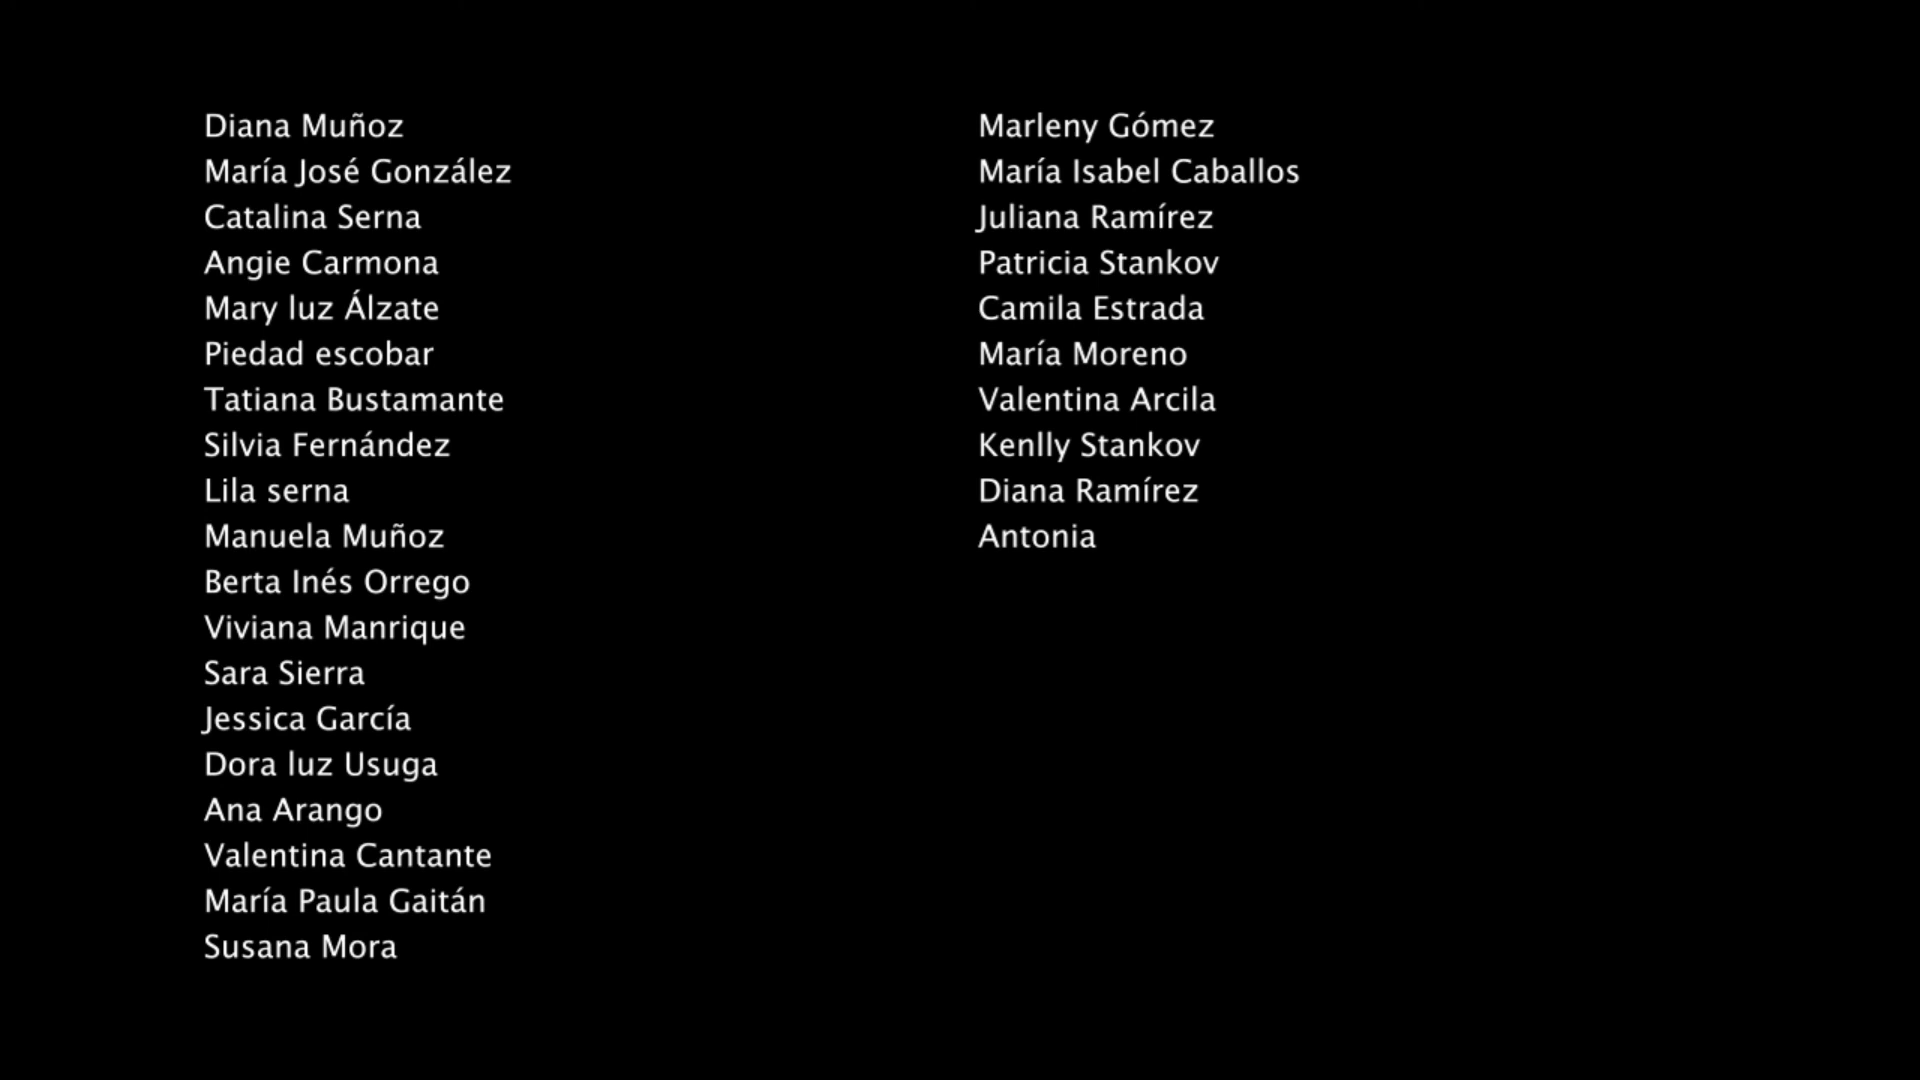 Diana Muñoz
María José González
Catalina Serna
Angie Carmona
Mary luz Álzate
Piedad escobar
Tatiana Bustamante
Silvia Fernández
Lila serna
Manuela Muñoz
Berta Inés Orrego
Viviana Manrique
Sara Sierra
Jessica García
Dora luz Usuga
Ana Arango
Valentina Cantante
María Paula Gaitán
Susana Mora
Marleny Gómez
María Isabel Caballos
Juliana Ramírez
Patricia Stankov
Camila Estrada
María Moreno
Valentina Arcila
Kenlly Stankov
Diana Ramírez
Antonia